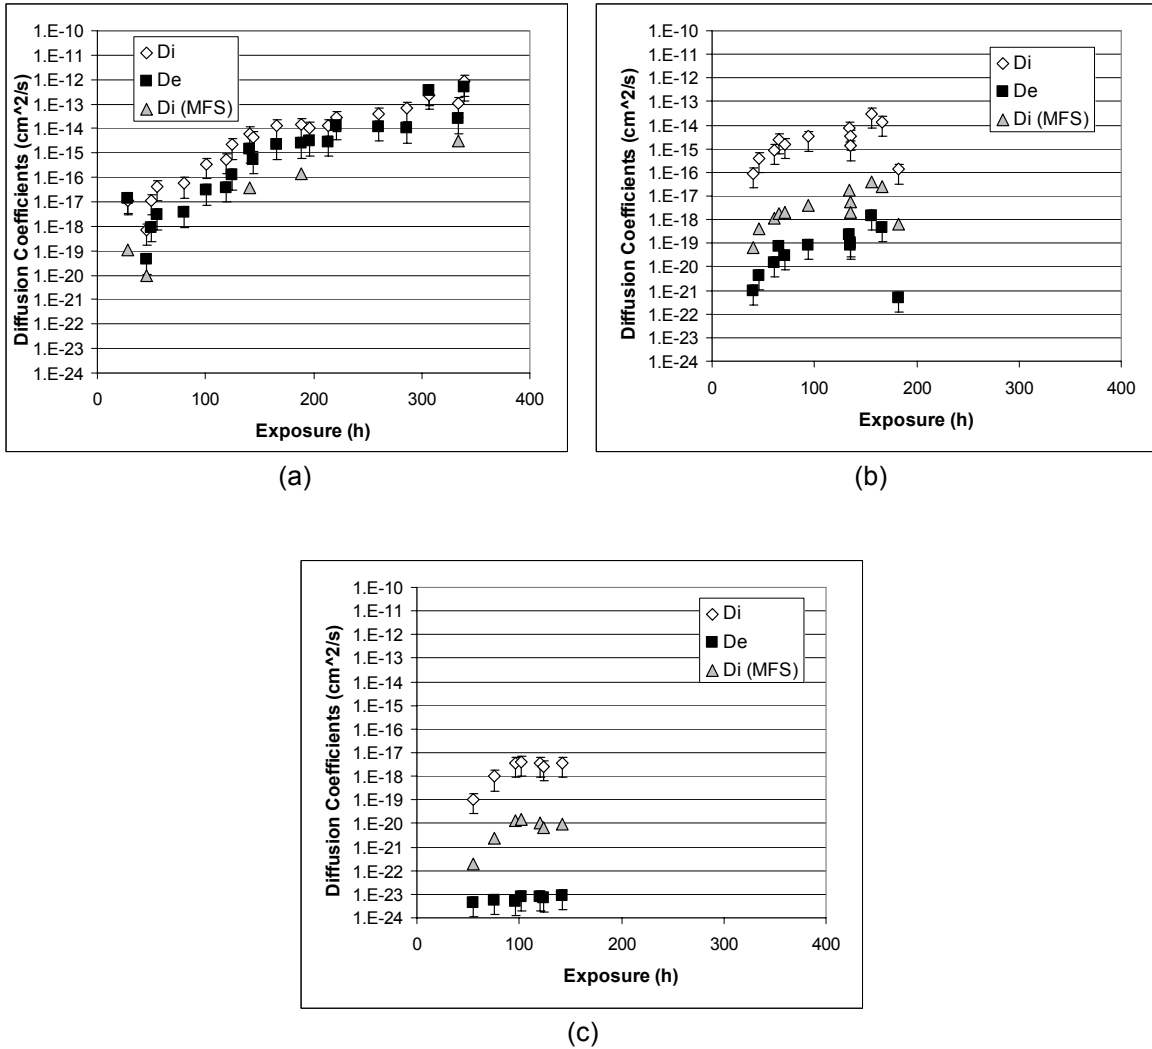 Diffusion Coefficients (cm^2/s)
1.E-10
1.E-11
1.E-12
1.E-13
1.E-14
1.E-15
1.E-16
1.E-17
1.E-18
1.E-19
1.E-20
1.E-21
1.E-22
1.E-23
1.E-24
Di
De
Di (MFS)
0 100 200 300 400
Exposure (h)
(a)
Diffusion Coefficients (cm^2/s)
1.E-10
1.E-11
1.E-12
1.E-13
1.E-14
1.E-15
1.E-16
1.E-17
1.E-18
1.E-19
1.E-20
1.E-21
1.E-22
1.E-23
1.E-24
Di
De
Di (MFS)
0 100 200 300 400
Exposure (h)
(b)
Diffusion Coefficients (cm^2/s)
1.E-10
1.E-11
1.E-12
1.E-13
1.E-14
1.E-15
1.E-16
1.E-17
1.E-18
1.E-19
1.E-20
1.E-21
1.E-22
1.E-23
1.E-24
Di
De
Di (MFS)
0 100 200 300 400
Exposure (h)
(c)